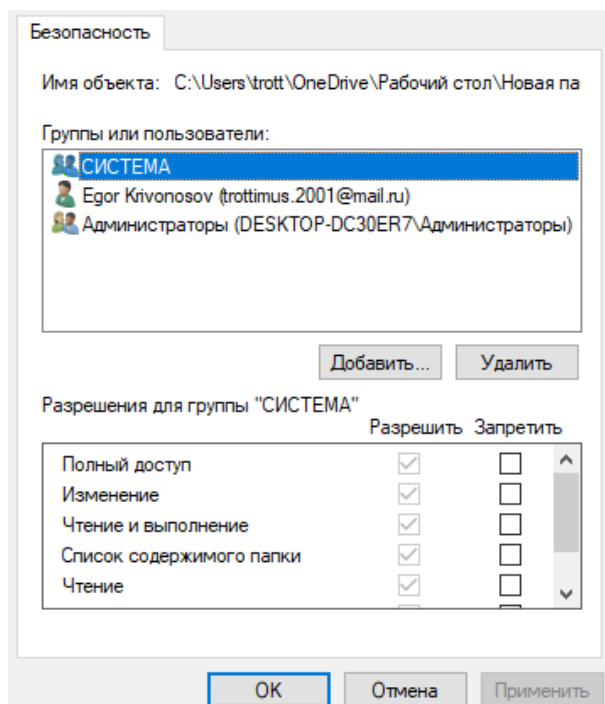 Безопасность
Имя объекта: C:\Users\trott\OneDrive\Рабочий стол\Новая па
Группы или пользователи:
СИСТЕМА
Egor Krivonosov (trottimus.2001@mail.ru)
Администраторы (DESKTOP-DC30ER7\Администраторы)
Добавить... Удалить
Разрешения для группы "СИСТЕМА"
Разрешить Запретить
Полный доступ
Изменение
Чтение и выполнение
Список содержимого папки
Чтение
ОК Отмена Применить